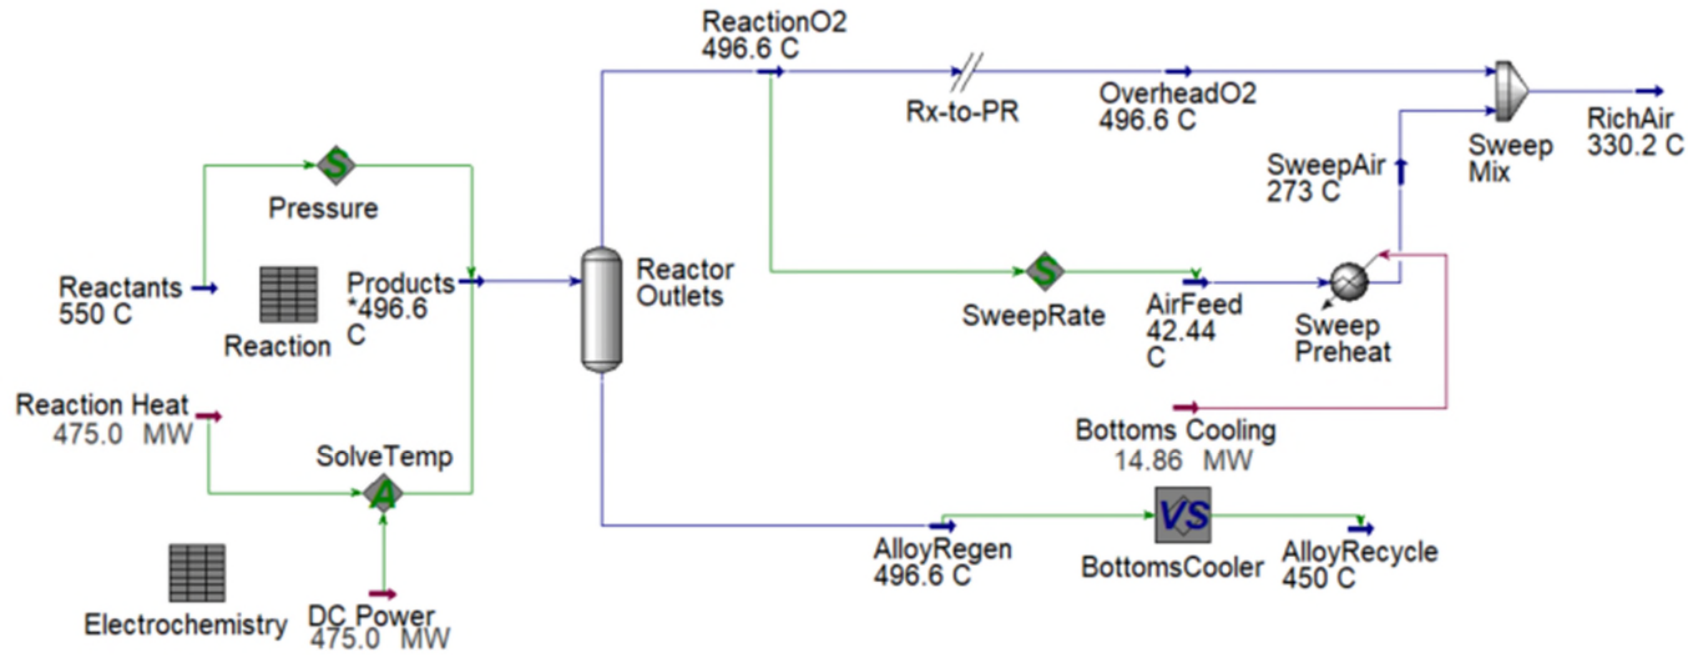 ReactionO2
496.6 C
Rx-to-PR
OverheadO2
496.6 C
RichAir
330.2 C
Sweep
Mix
SweepAir
273 C
S
Pressure
Reactants
550 C
Reaction
Products
*496.6
C
Reactor
Outlets
S
SweepRate
AirFeed
42.44
C
Sweep
Preheat
Reaction Heat
475.0 MW
SolveTemp
A
Bottoms Cooling
14.86 MW
AlloyRegen
496.6 C
VS
BottomsCooler
AlloyRecycle
450 C
Electrochemistry
DC Power
475.0 MW